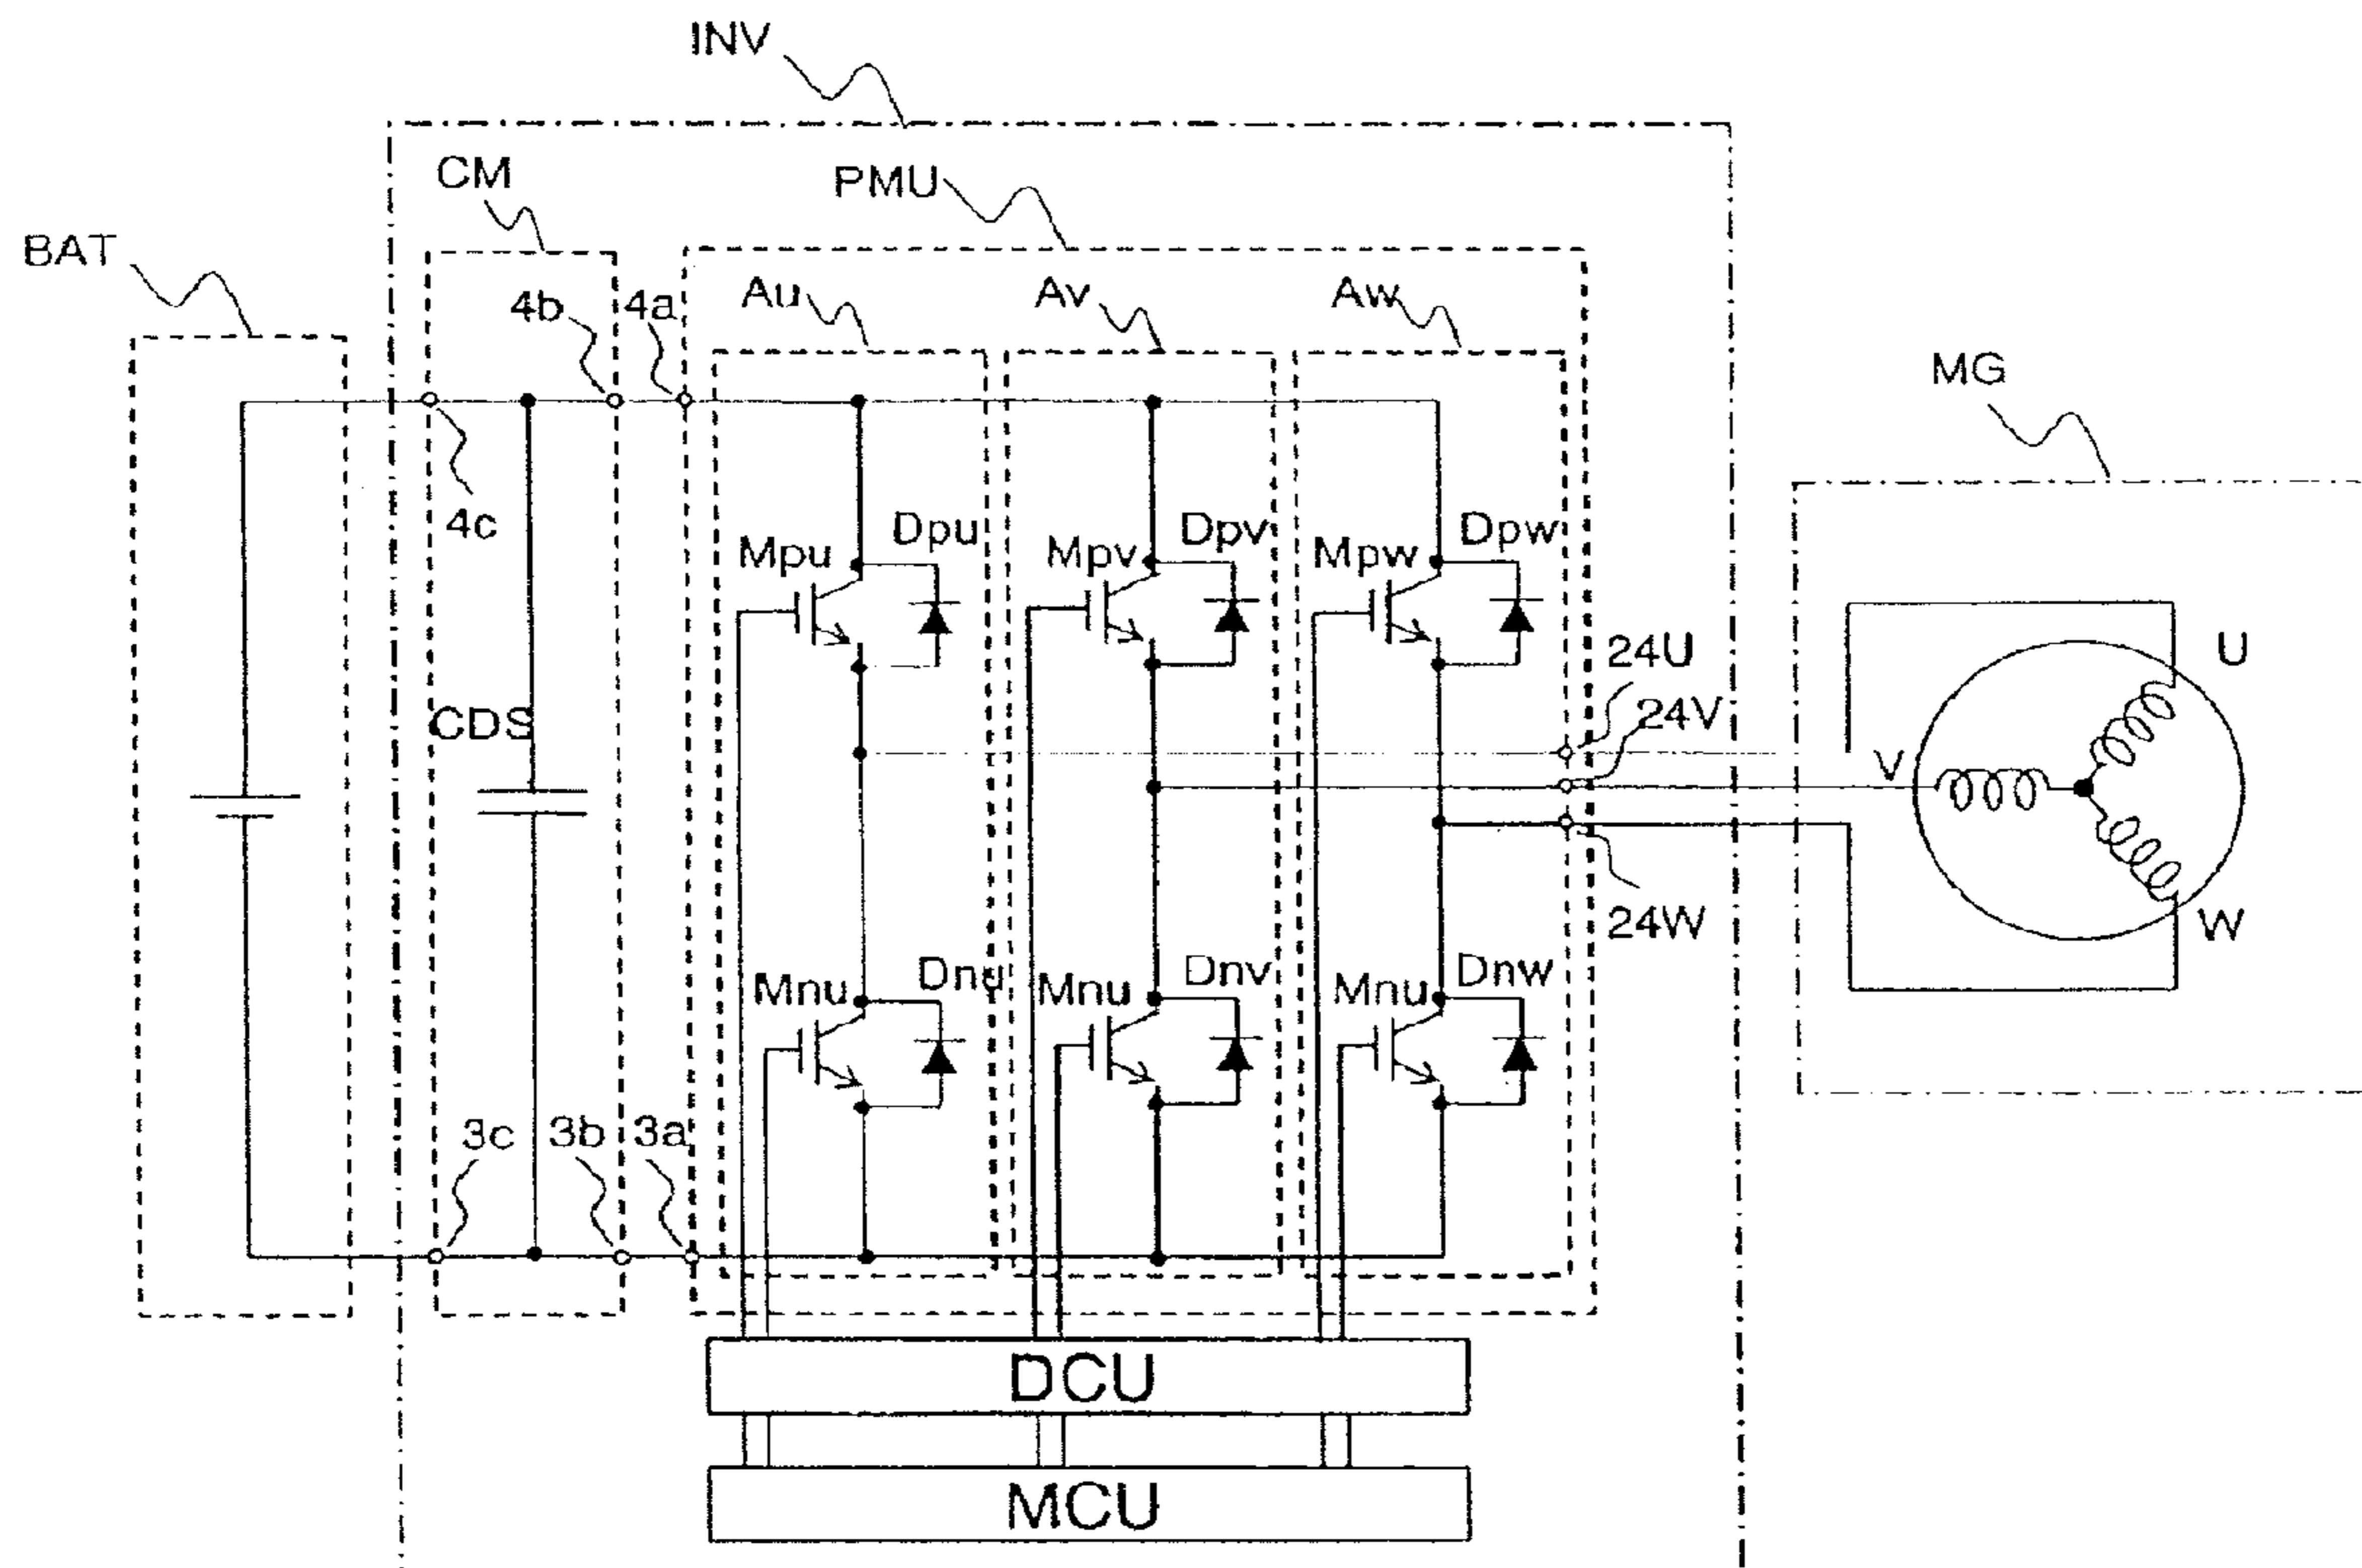 INV
CM
PMU
BAT
4b
4a
Au
Av
Aw
MG
4c
Mpu
Dpu
Mpv
Dpv
Mpw
Dpw
24U
U
24V
CDS
V
24W
W
Mnu
Dnu
Mnu
Dnv
Mnu
Dnw
3c
3b
3a
DCU
MCU